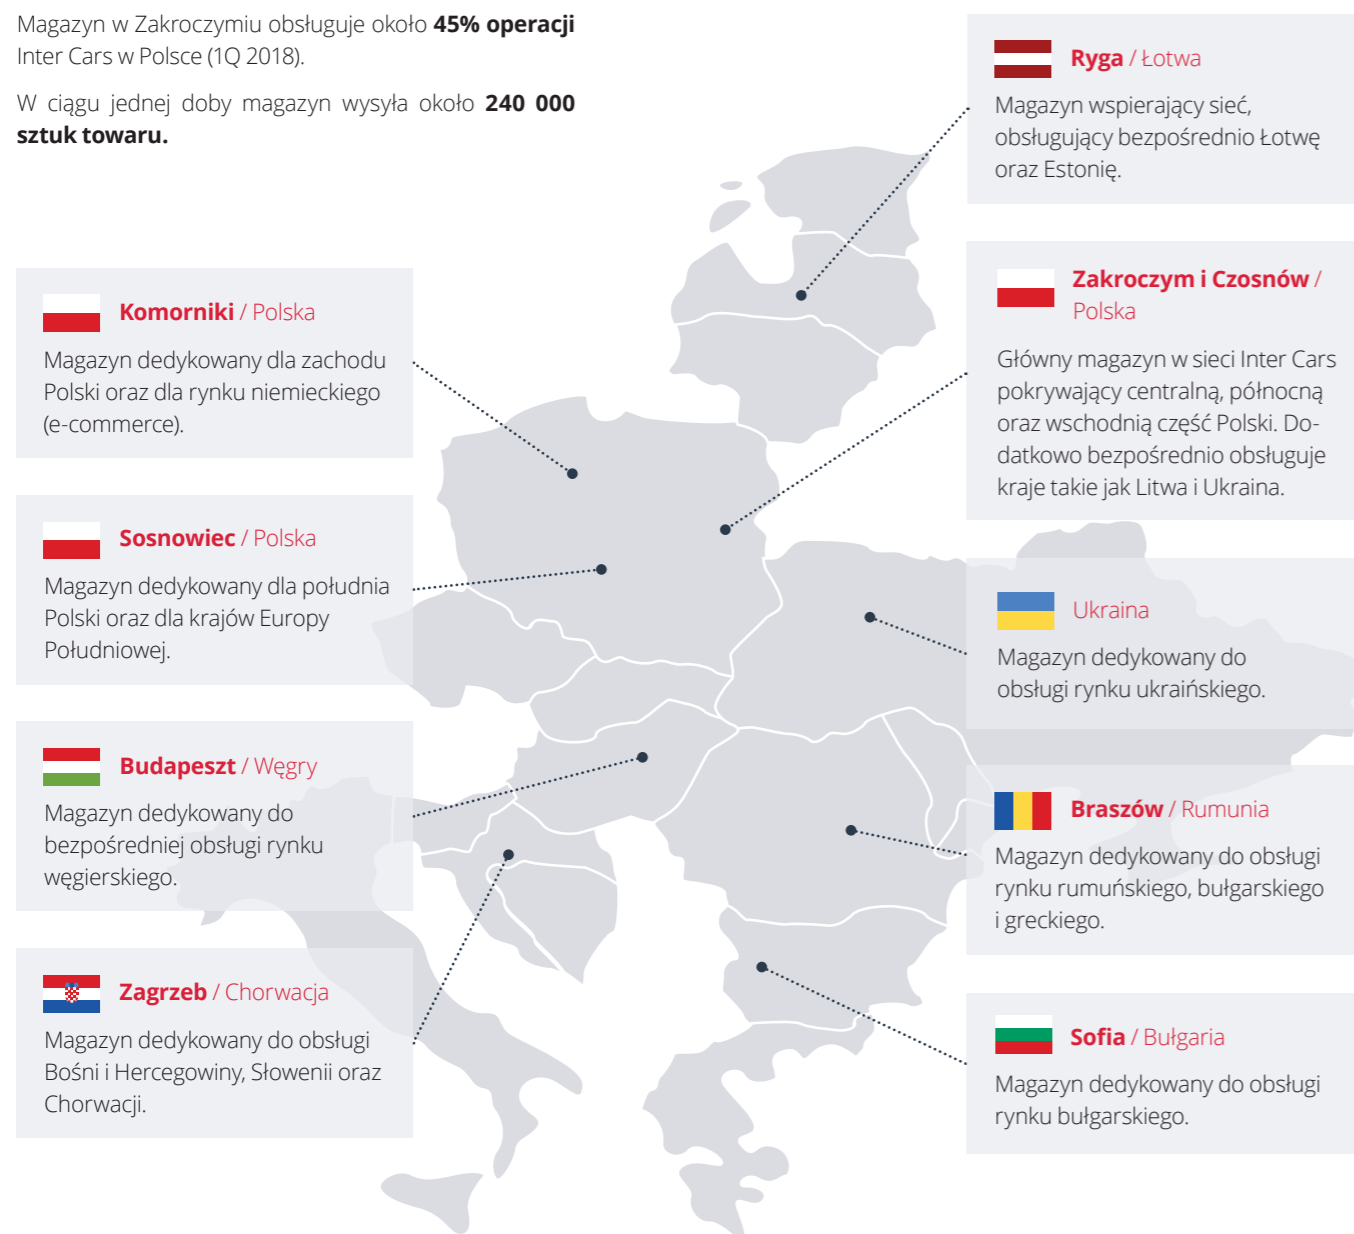 Magazyn w Zakroczymiu obsługuje około 45% operacji
Inter Cars w Polsce (1Q 2018).
W ciągu jednej doby magazyn wysyła około 240 000
sztuk towaru.
Komorniki / Polska
Magazyn dedykowany dla zachodu
Polski oraz dla rynku niemieckiego
(e-commerce).
Sosnowiec / Polska
Magazyn dedykowany dla południa
Polski oraz dla krajów Europy
Południowej.
Budapeszt / Węgry
Magazyn dedykowany do
bezpośredniej obsługi rynku
węgierskiego.
Zagrzeb / Chorwacja
Magazyn dedykowany do obsługi
Bośni i Hercegowiny, Słowenii oraz
Chorwacji.
Ryga / Łotwa
Magazyn wspierający sieć,
obsługujący bezpośrednio Łotwę
oraz Estonię.
Zakroczym i Czosnów /
Polska
Główny magazyn w sieci Inter Cars
pokrywający centralną, północną
oraz wschodnią część Polski. Do-
datkowo bezpośrednio obsługuje
kraje takie jak Litwa i Ukraina.
Ukraina
Magazyn dedykowany do
obsługi rynku ukraińskiego.
Braszów / Rumunia
Magazyn dedykowany do obsługi
rynku rumuńskiego, bułgarskiego
i greckiego.
Sofia / Bułgaria
Magazyn dedykowany do obsługi
rynku bułgarskiego.